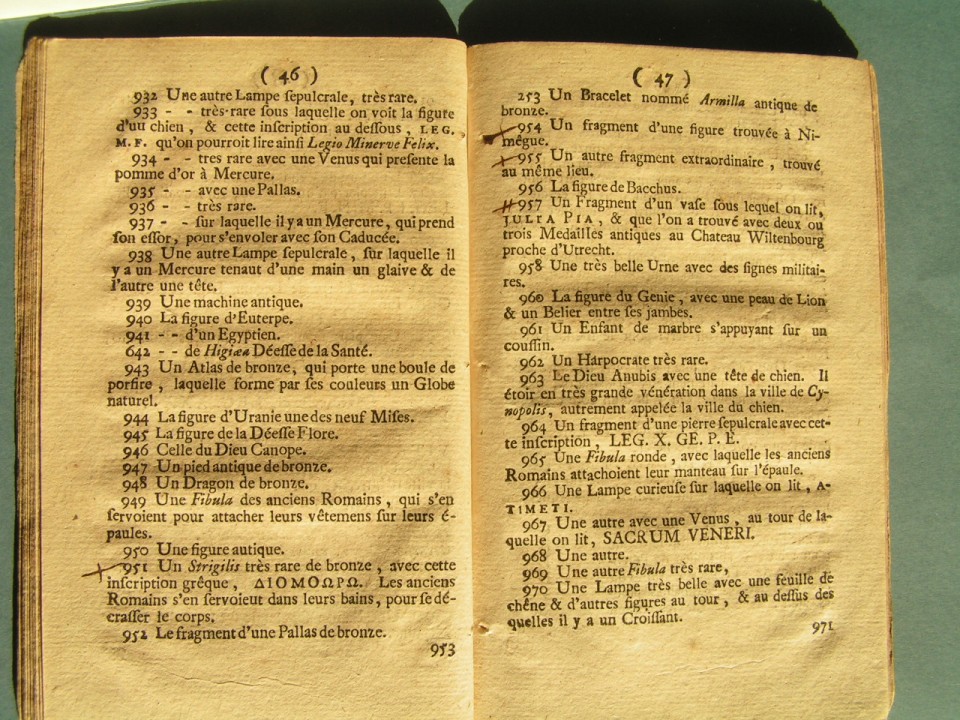 ( 46 )
932 Une autre Lampe ſepulcrale, très rare.
933 - - très-rare ſous laquelle on voit la figure
d'un chien, & cette inſcription au deſſous, LEG.
M. F. qu'on pourroit lire ainſi Legio Minerve Felix.
934 - - tres rare avec une Venus qui preſente la
pomme d'or à Mercure.
935 - - avec une Pallas.
936 - - très rare.
937 - - ſur laquelle il y a un Mercure, qui prend
ſon eſſor, pour s'envoler avec ſon Caducée.
938 Une autre Lampe ſepulcrale, ſur laquelle il
y a un Mercure tenaut d'une main un glaive & de
l'autre une tête.
939 Une machine antique.
940 La figure d'Euterpe.
941 - - d'un Egyptien.
642 - - de Higiæa Déeſſe de la Santé.
943 Un Atlas de bronze, qui porte une boule de
porfire, laquelle forme par ſes couleurs un Globe
naturel.
944 La figure d'Uranie une des neuf Miſes.
945 La figure de la Déeſſe Flore.
946 Celle du Dieu Canope.
947 Un pied antique de bronze.
948 Un Dragon de bronze.
949 Une Fibula des anciens Romains, qui s'en
ſervoient pour attacher leurs vêtemens ſur leurs é-
paules.
950 Une figure autique.
951 Un Strigilis très rare de bronze, avec cette
inſcription grêque, ΔΙΟΜΟΩΡΩ. Les anciens
Romains s'en ſervoieut dans leurs bains, pour ſe dé-
craſſer le corps.
952 Le fragment d'une Pallas de bronze.
953
( 47 )
253 Un Bracelet nommé Armilla antique de
bronze.
954 Un fragment d'une figure trouvée à Ni-
mêgue.
955 Un autre fragment extraordinaire, trouvé
au même lieu.
956 La figure de Bacchus.
957 Un Fragment d'un vaſe ſous lequel on lit,
JULIA PIA, & que l'on a trouvé avec deux ou
trois Medailles antiques au Chateau Wiltenbourg
proche d'Utrecht.
958 Une très belle Urne avec des ſignes militai-
res.
960 La figure du Genie, avec une peau de Lion
& un Belier entre ſes jambes.
961 Un Enfant de marbre s'appuyant ſur un
couſſin.
962 Un Harpocrate très rare.
963 Le Dieu Anubis avec une tête de chien. Il
étoir en très grande vénération dans la ville de Cy-
nopolis, autrement appelée la ville du chien.
964 Un fragment d'une pierre ſepulcrale avec cet-
te inſcription, LEG. X. GE. P. E.
965 Une Fibula ronde, avec laquelle les anciens
Romains attachoient leur manteau ſur l'épaule.
966 Une Lampe curieuſe ſur laquelle on lit, A-
TIMETI.
967 Une autre avec une Venus, au tour de la-
quelle on lit, SACRUM VENERI.
968 Une autre.
969 Une autre Fibula très rare,
970 Une Lampe très belle avec une feuille de
chêne & d'autres figures au tour, & au deſſus des
quelles il y a un Croiſſant.
971